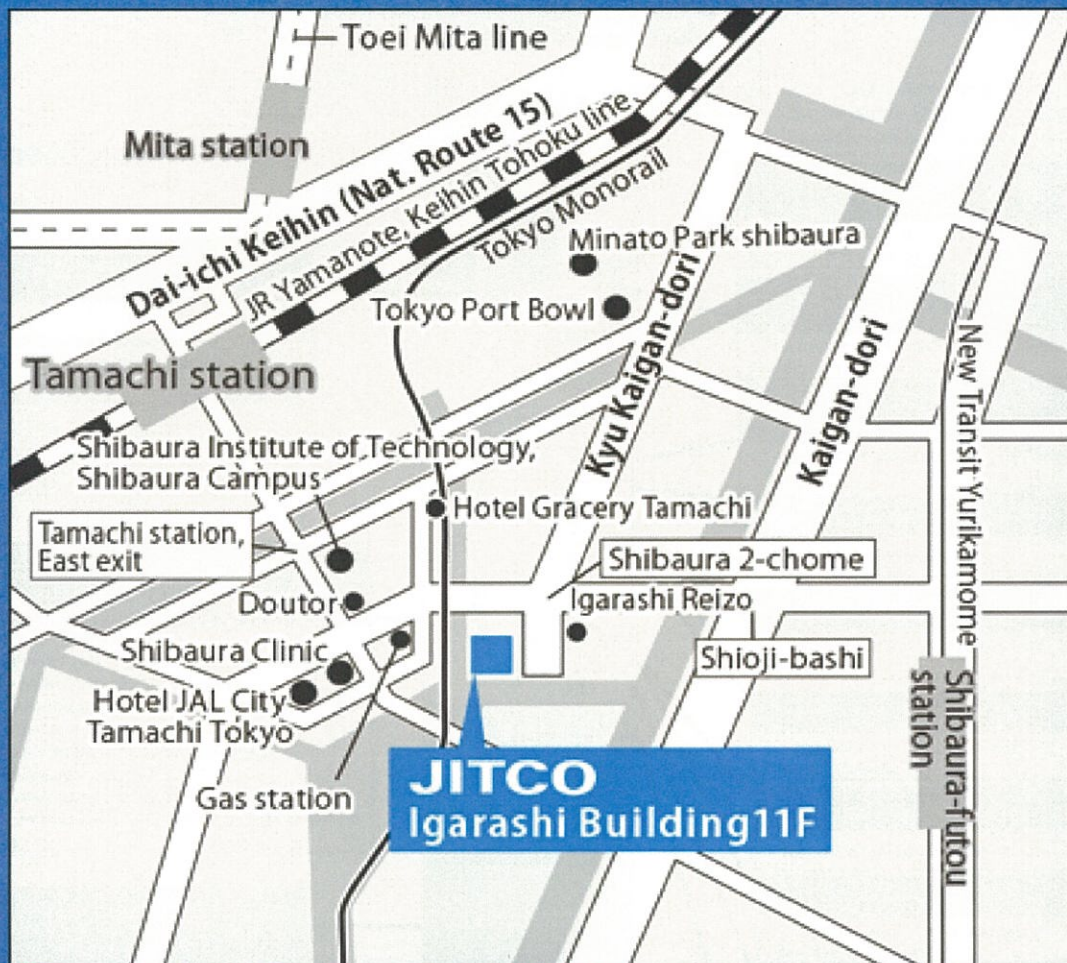 Toei Mita line
Mita station
Dai-ichi Keihin (Nat. Route 15)
JR Yamanote, Keihin Tohoku line
Tokyo Monorail
Minato Park shibaura
Tokyo Port Bowl
Kyu Kaigan-dori
Kaigan-dori
New Transit Yurikamome
Tamachi station
Shibaura Institute of Technology,
Shibaura Campus
Hotel Gracery Tamachi
Tamachi station,
East exit
Shibaura 2-chome
Doutor
Igarashi Reizo
Shibaura Clinic
Shioji-bashi
Hotel JAL City
Tamachi Tokyo
Shibaura-futou
station
Gas station
JITCO
Igarashi Building11F